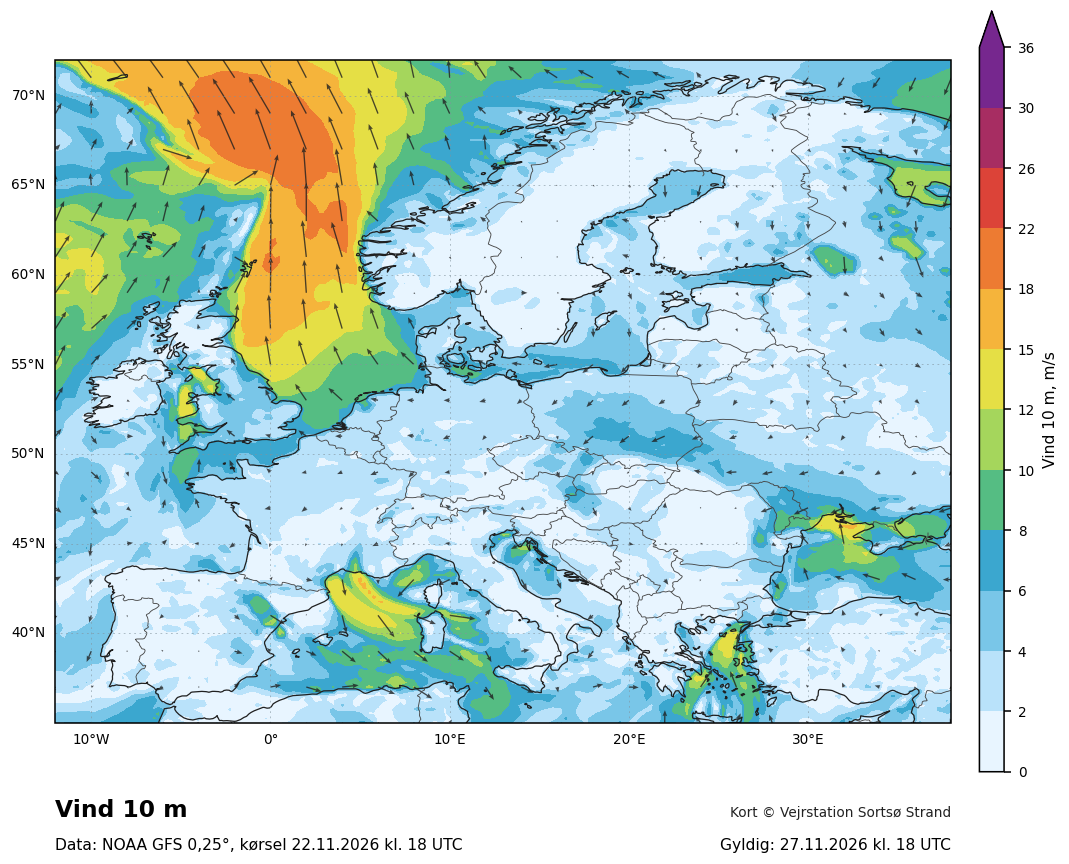 70°N
65°N
60°N
55°N
50°N
45°N
40°N
10°W 0° 10°E 20°E 30°E
36
30
26
22
18
15
12
10
8
6
4
2
0
Vind 10 m, m/s
Vind 10 m
Kort © Vejrstation Sortsø Strand
Data: NOAA GFS 0,25°, kørsel 22.11.2026 kl. 18 UTC
Gyldig: 27.11.2026 kl. 18 UTC